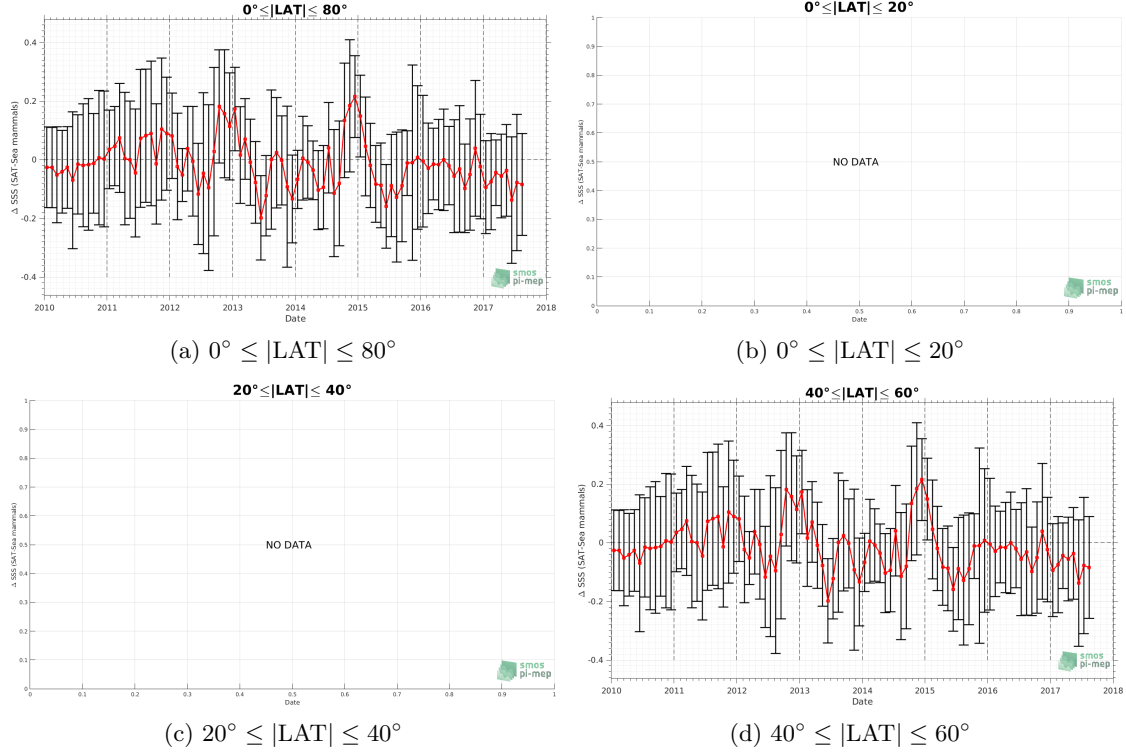 0°≤|LAT|≤ 80°
0.4
0.2
0
-0.2
-0.4
Δ SSS (SAT-Sea mammals)
2010 2011 2012 2013 2014 2015 2016 2017 2018
Date
smos
pi-mep
(a) 0° ≤ |LAT| ≤ 80°
0°≤|LAT|≤ 20°
1
0.9
0.8
0.7
0.6
0.5
0.4
0.3
0.2
0.1
0
Δ SSS (SAT-Sea mammals)
NO DATA
0 0.1 0.2 0.3 0.4 0.5 0.6 0.7 0.8 0.9 1
Date
smos
pi-mep
(b) 0° ≤ |LAT| ≤ 20°
20°≤|LAT|≤ 40°
1
0.9
0.8
0.7
0.6
0.5
0.4
0.3
0.2
0.1
0
Δ SSS (SAT-Sea mammals)
NO DATA
0 0.1 0.2 0.3 0.4 0.5 0.6 0.7 0.8 0.9 1
Date
smos
pi-mep
(c) 20° ≤ |LAT| ≤ 40°
40°≤|LAT|≤ 60°
0.4
0.2
0
-0.2
-0.4
Δ SSS (SAT-Sea mammals)
2010 2011 2012 2013 2014 2015 2016 2017 2018
Date
smos
pi-mep
(d) 40° ≤ |LAT| ≤ 60°